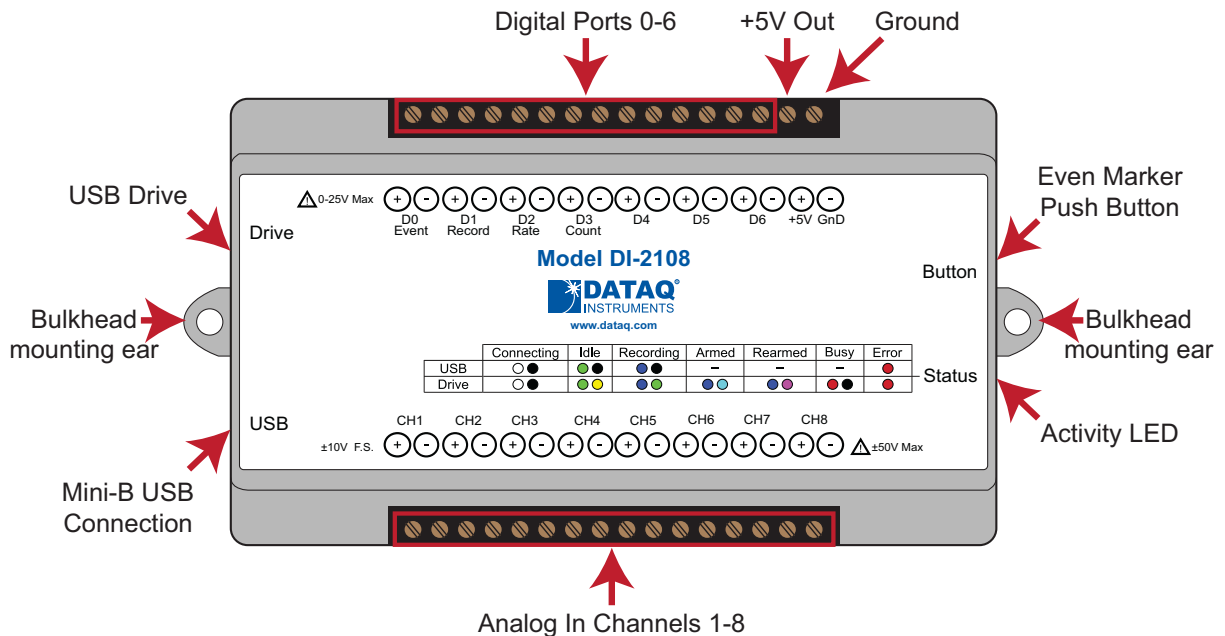 Digital Ports 0-6
+5V Out
Ground
USB Drive
Even Marker
Push Button
⚠ 0-25V Max
+ - + - + - + - + - + - + - + -
D0 D1 D2 D3 D4 D5 D6 +5V GnD
Event Record Rate Count
Drive
Model DI-2108
DATAQ®
INSTRUMENTS
www.dataq.com
Button
Bulkhead
mounting ear
Bulkhead
mounting ear
Connecting Idle Recording Armed Rearmed Busy Error
USB – – –
Drive
Status
USB
CH1 CH2 CH3 CH4 CH5 CH6 CH7 CH8
±10V F.S. + - + - + - + - + - + - + - + - ⚠ ±50V Max
Activity LED
Mini-B USB
Connection
Analog In Channels 1-8